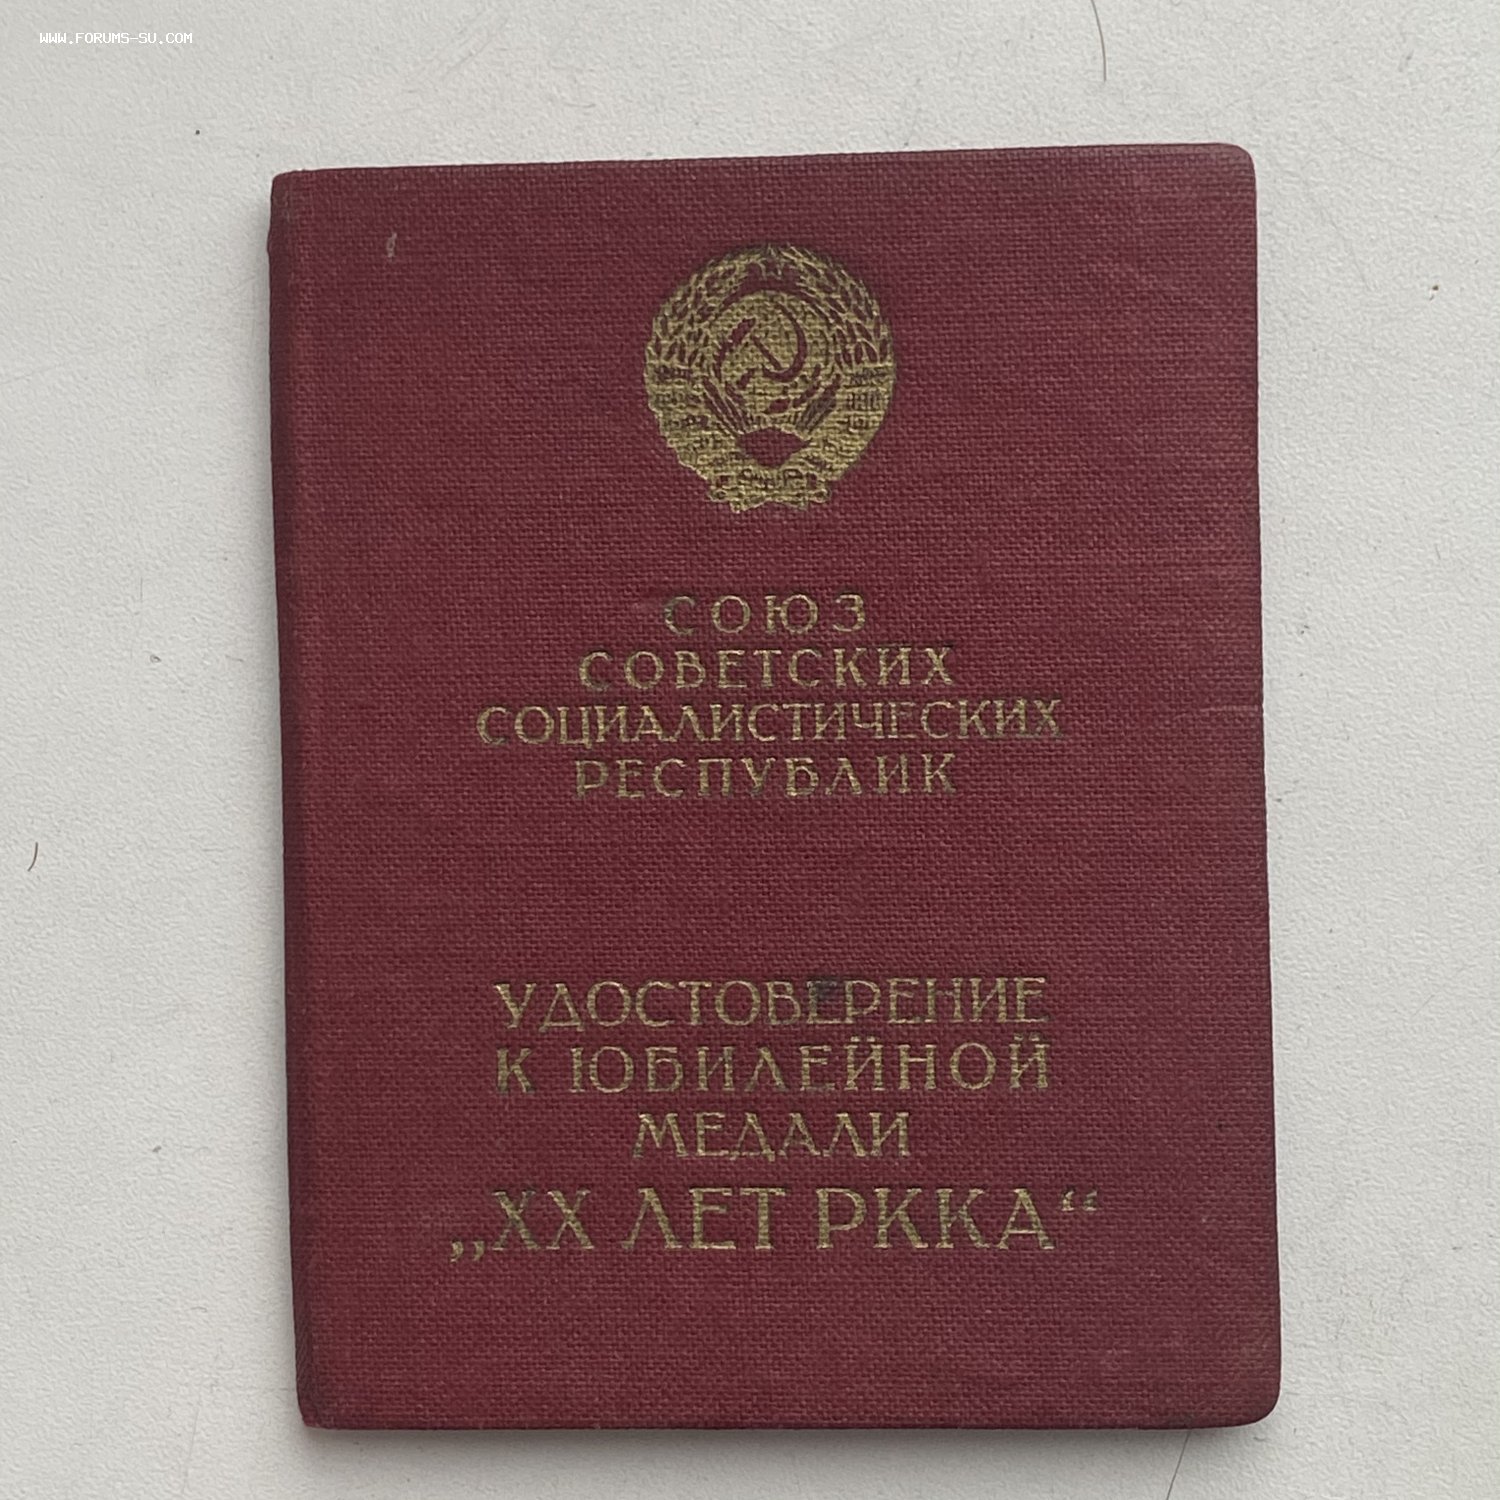 WWW.FORUMS-SU.COM
СОЮЗ
СОВЕТСКИХ
СОЦИАЛИСТИЧЕСКИХ
РЕСПУБЛИК
УДОСТОВЕРЕНИЕ
К ЮБИЛЕЙНОЙ
МЕДАЛИ
„XX ЛЕТ РККА“